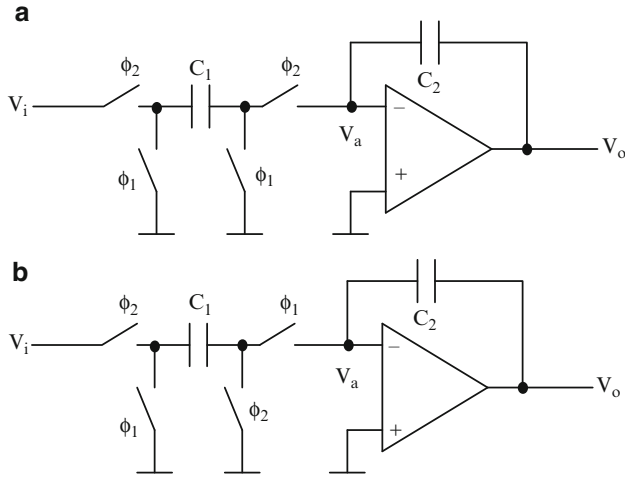 a
ϕ₂ C₁ ϕ₂ C₂
Vᵢ Vₐ − Vₒ
ϕ₁ ϕ₁ +
b
ϕ₂ C₁ ϕ₁ C₂
Vᵢ Vₐ − Vₒ
ϕ₁ ϕ₂ +